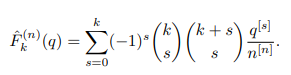 $$\hat{F}_k^{(n)}(q) = \sum_{s=0}^{k} (-1)^s \binom{k}{s} \binom{k+s}{s} \frac{q^{[s]}}{n^{[n]}}.$$